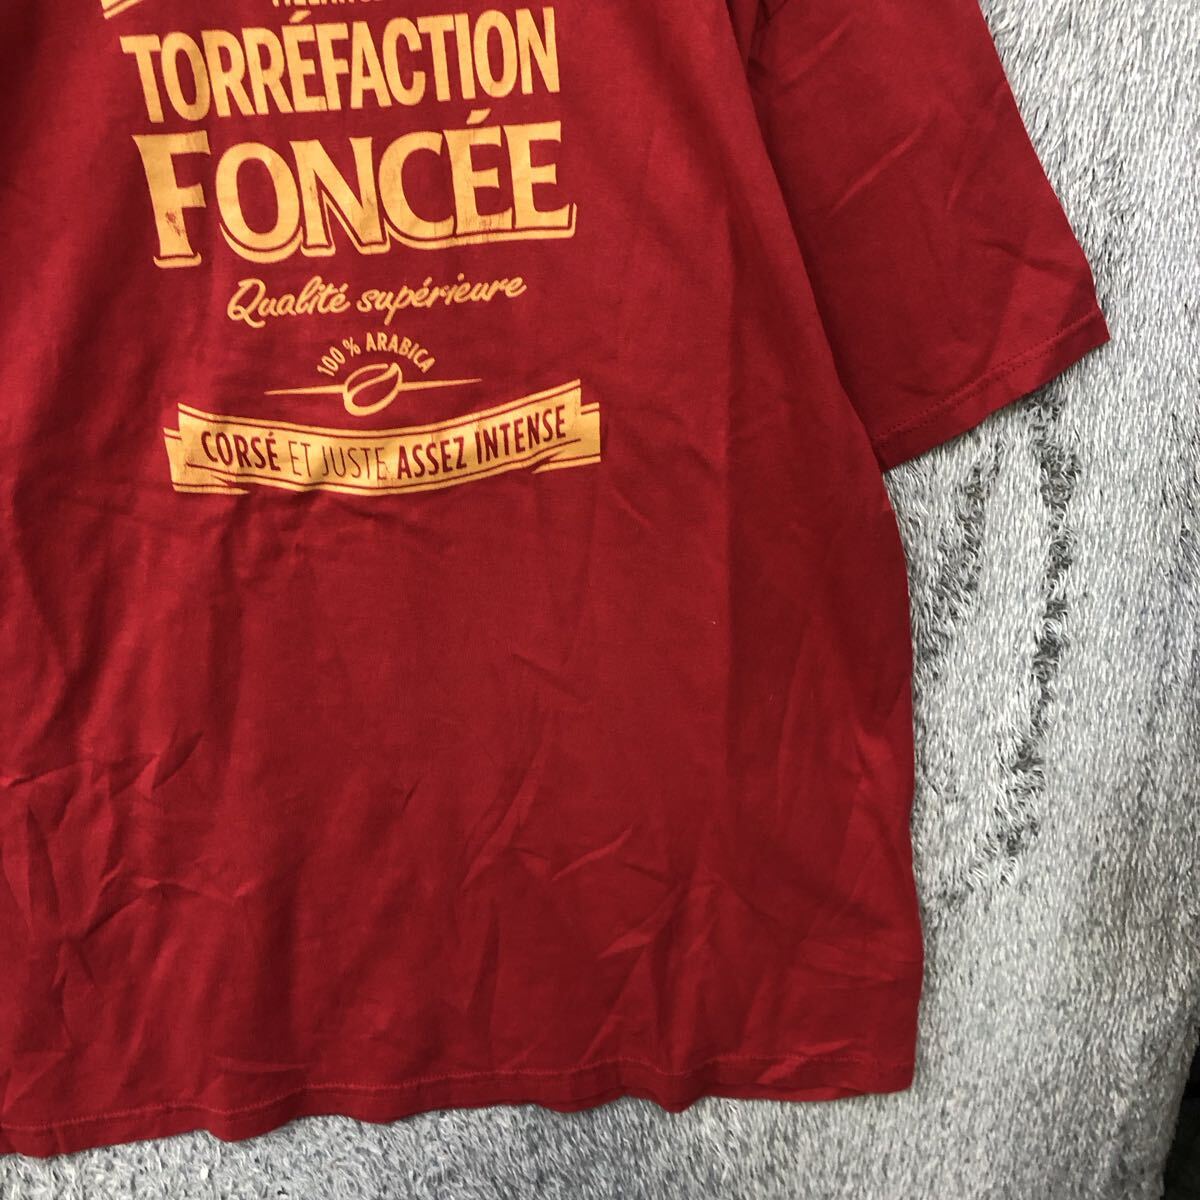 TORRÉFACTION
FONCÉE
Qualité supérieure
100 % ARABICA
CORSÉ ET JUSTE ASSEZ INTENSE